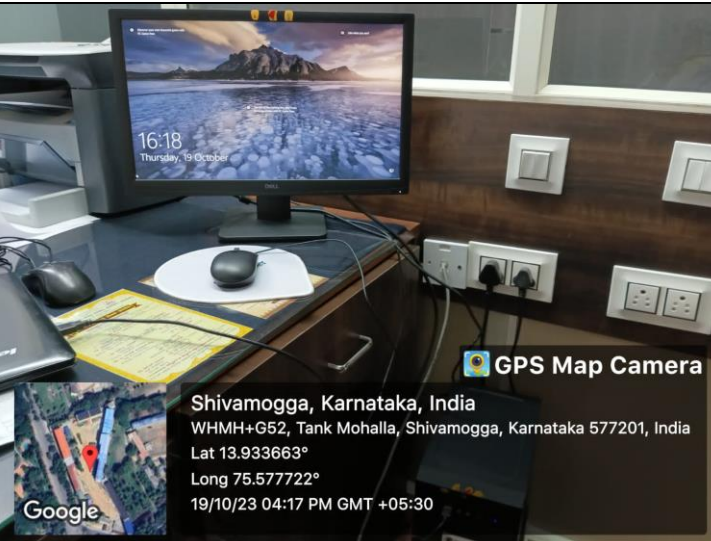 16:18
Thursday, 19 October
DELL
GPS Map Camera
Shivamogga, Karnataka, India
WHMH+G52, Tank Mohalla, Shivamogga, Karnataka 577201, India
Lat 13.933663°
Long 75.577722°
19/10/23 04:17 PM GMT +05:30
Google